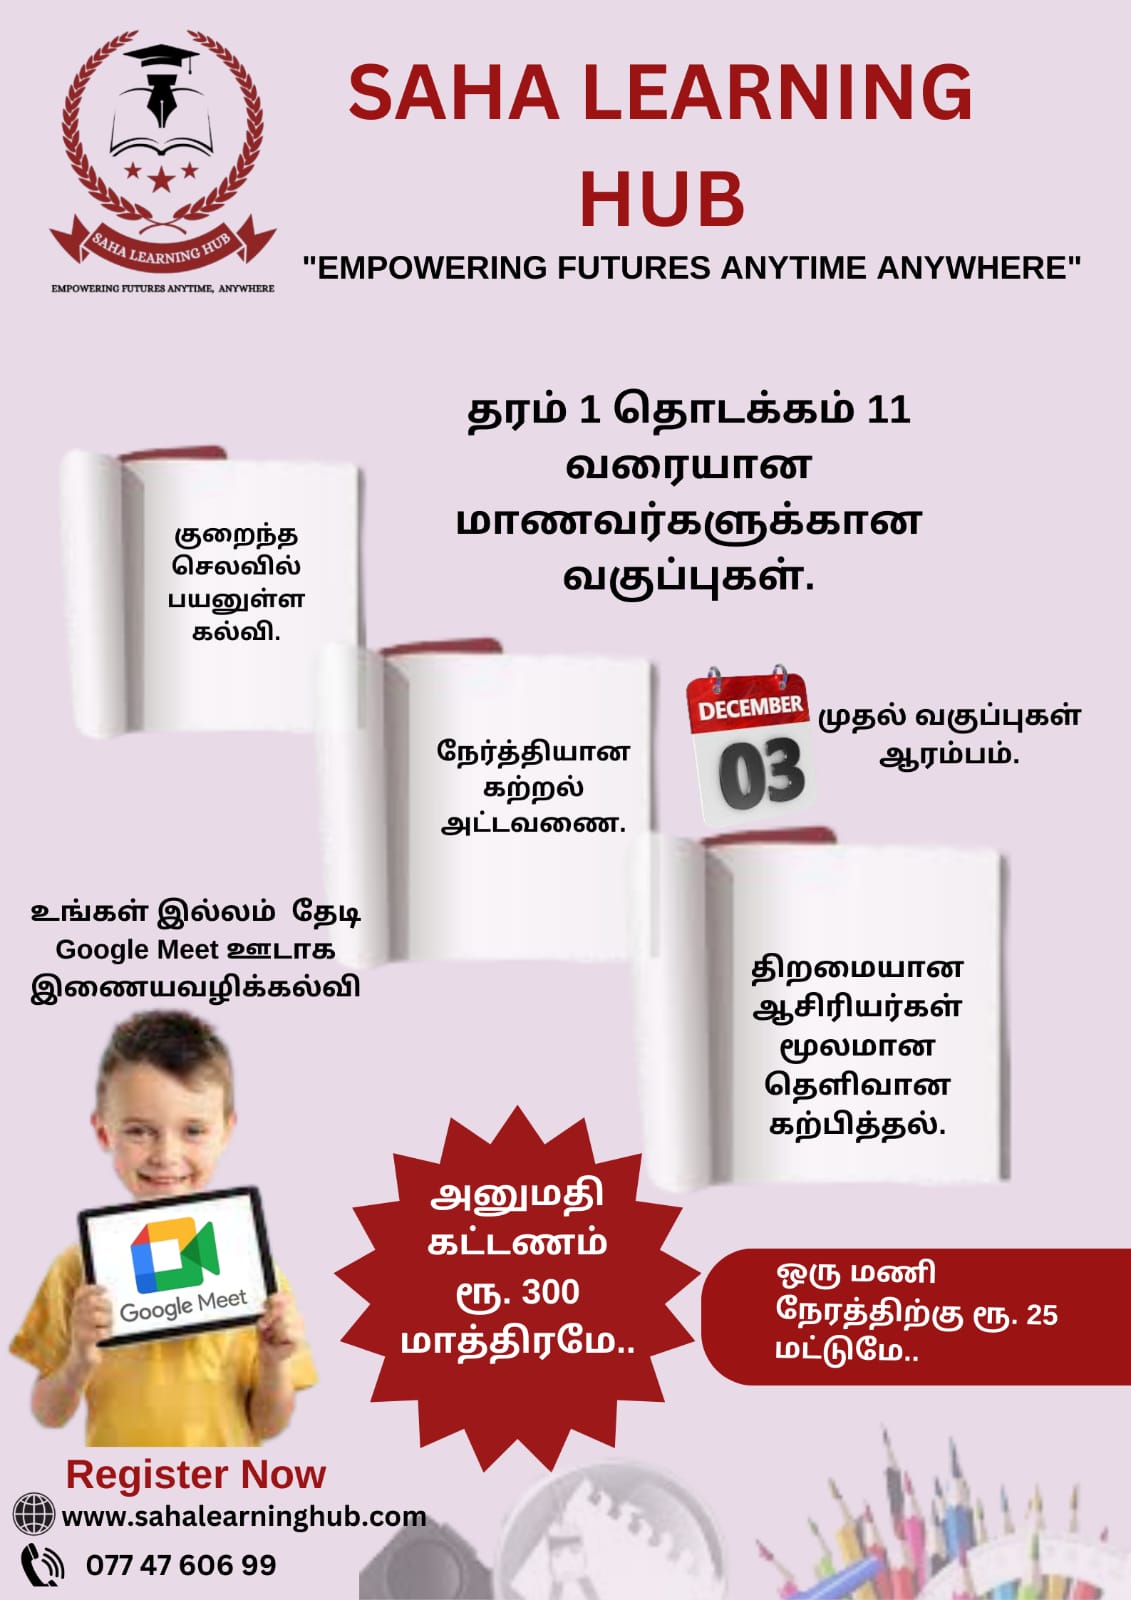 SAHA LEARNING HUB
EMPOWERING FUTURES ANYTIME, ANYWHERE
SAHA LEARNING
HUB
"EMPOWERING FUTURES ANYTIME ANYWHERE"
தரம் 1 தொடக்கம் 11
வரையான
மாணவர்களுக்கான
வகுப்புகள்.
குறைந்த
செலவில்
பயனுள்ள
கல்வி.
நேர்த்தியான
கற்றல்
அட்டவணை.
DECEMBER
03
முதல் வகுப்புகள்
ஆரம்பம்.
உங்கள் இல்லம் தேடி
Google Meet ஊடாக
இணையவழிக்கல்வி
திறமையான
ஆசிரியர்கள்
மூலமான
தெளிவான
கற்பித்தல்.
Google Meet
அனுமதி
கட்டணம்
ரூ. 300
மாத்திரமே..
ஒரு மணி
நேரத்திற்கு ரூ. 25
மட்டுமே..
Register Now
www.sahalearninghub.com
077 47 606 99